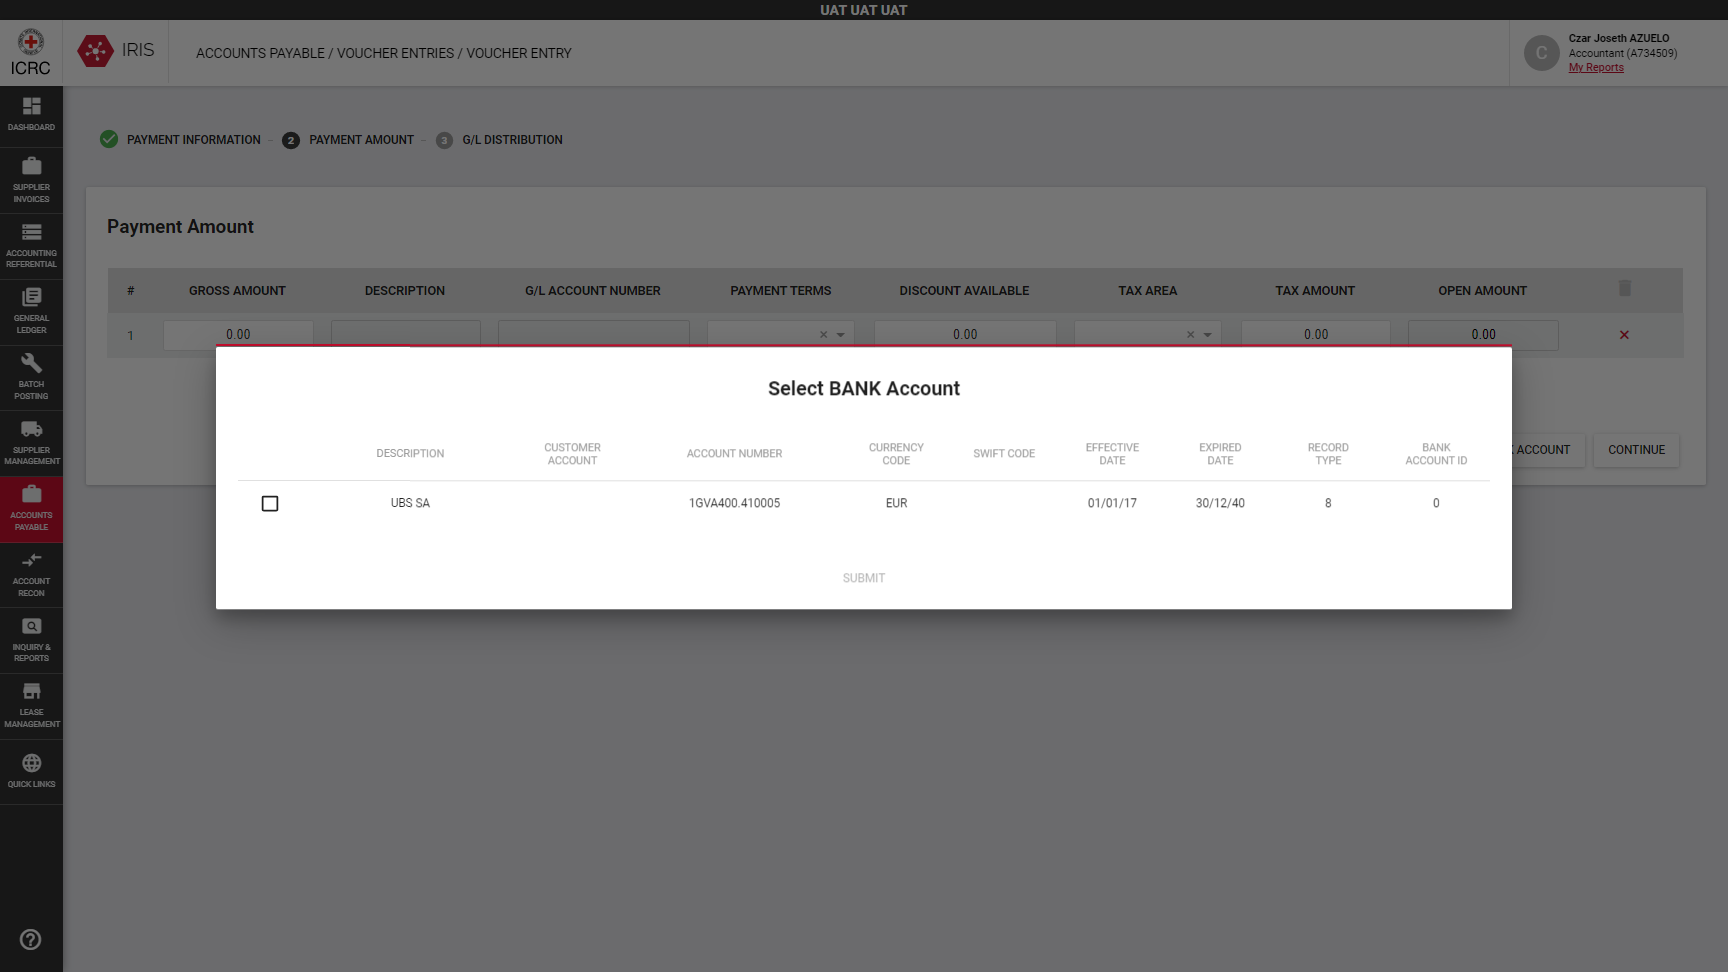 UAT UAT UAT
ICRC
IRIS
ACCOUNTS PAYABLE / VOUCHER ENTRIES / VOUCHER ENTRY
C
Czar Joseth AZUELO
Accountant (A734509)
My Reports
DASHBOARD
SUPPLIER
INVOICES
ACCOUNTING
REFERENTIAL
GENERAL
LEDGER
BATCH
POSTING
SUPPLIER
MANAGEMENT
ACCOUNTS
PAYABLE
ACCOUNT
RECON
INQUIRY &
REPORTS
LEASE
MANAGEMENT
QUICK LINKS
PAYMENT INFORMATION - 2 PAYMENT AMOUNT - 3 G/L DISTRIBUTION
Payment Amount
# GROSS AMOUNT DESCRIPTION G/L ACCOUNT NUMBER PAYMENT TERMS DISCOUNT AVAILABLE TAX AREA TAX AMOUNT OPEN AMOUNT
1 0.00 0.00 0.00 0.00
ACCOUNT CONTINUE
Select BANK Account
DESCRIPTION CUSTOMER ACCOUNT ACCOUNT NUMBER CURRENCY CODE SWIFT CODE EFFECTIVE DATE EXPIRED DATE RECORD TYPE BANK ACCOUNT ID
UBS SA 1GVA400.410005 EUR 01/01/17 30/12/40 8 0
SUBMIT